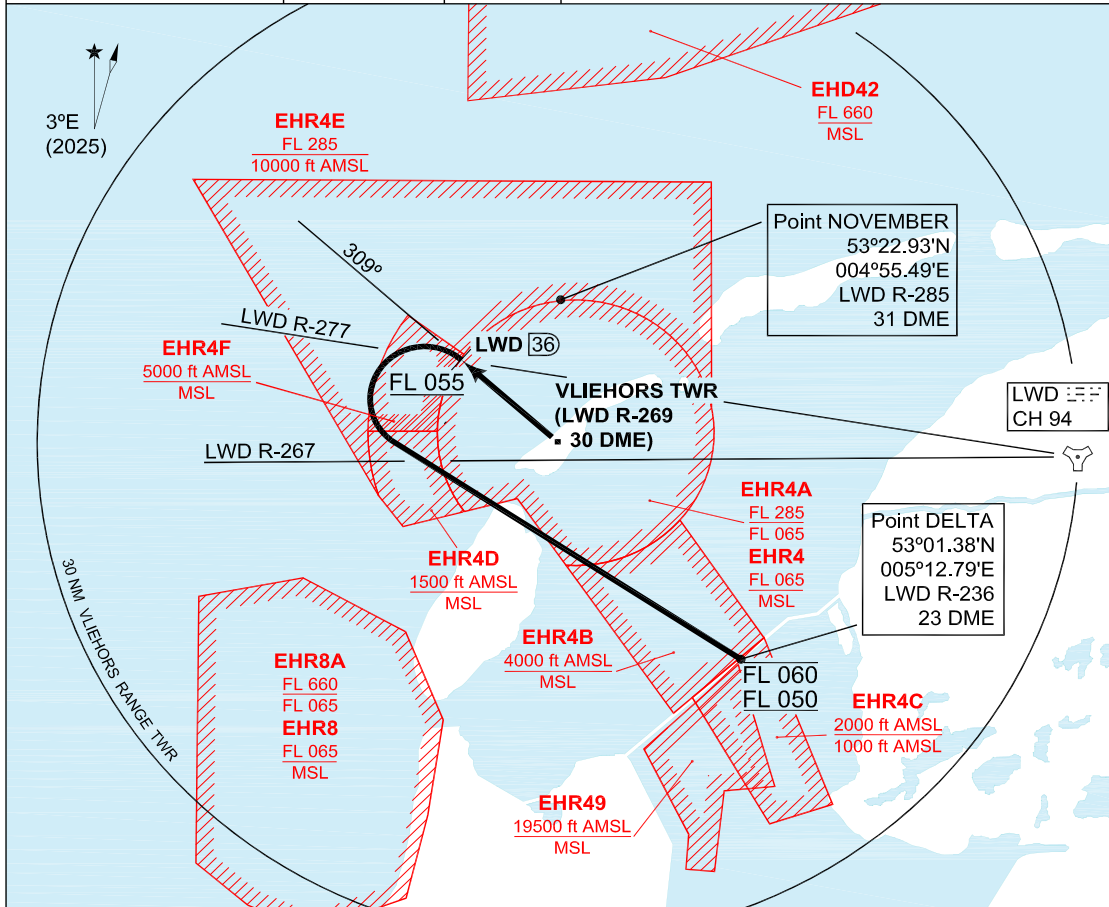 3ºE
(2025)
EHD42
FL 660
MSL
EHR4E
FL 285
10000 ft AMSL
Point NOVEMBER
53º22.93'N
004º55.49'E
LWD R-285
31 DME
309º
LWD R-277
EHR4F
5000 ft AMSL
MSL
LWD 36
FL 055
VLIEHORS TWR
(LWD R-269
30 DME)
LWD
CH 94
LWD R-267
EHR4A
FL 285
FL 065
EHR4
FL 065
MSL
Point DELTA
53º01.38'N
005º12.79'E
LWD R-236
23 DME
EHR4D
1500 ft AMSL
MSL
30 NM VLIEHORS RANGE TWR
EHR4B
4000 ft AMSL
MSL
EHR8A
FL 660
FL 065
EHR8
FL 065
MSL
FL 060
FL 050
EHR4C
2000 ft AMSL
1000 ft AMSL
EHR49
19500 ft AMSL
MSL